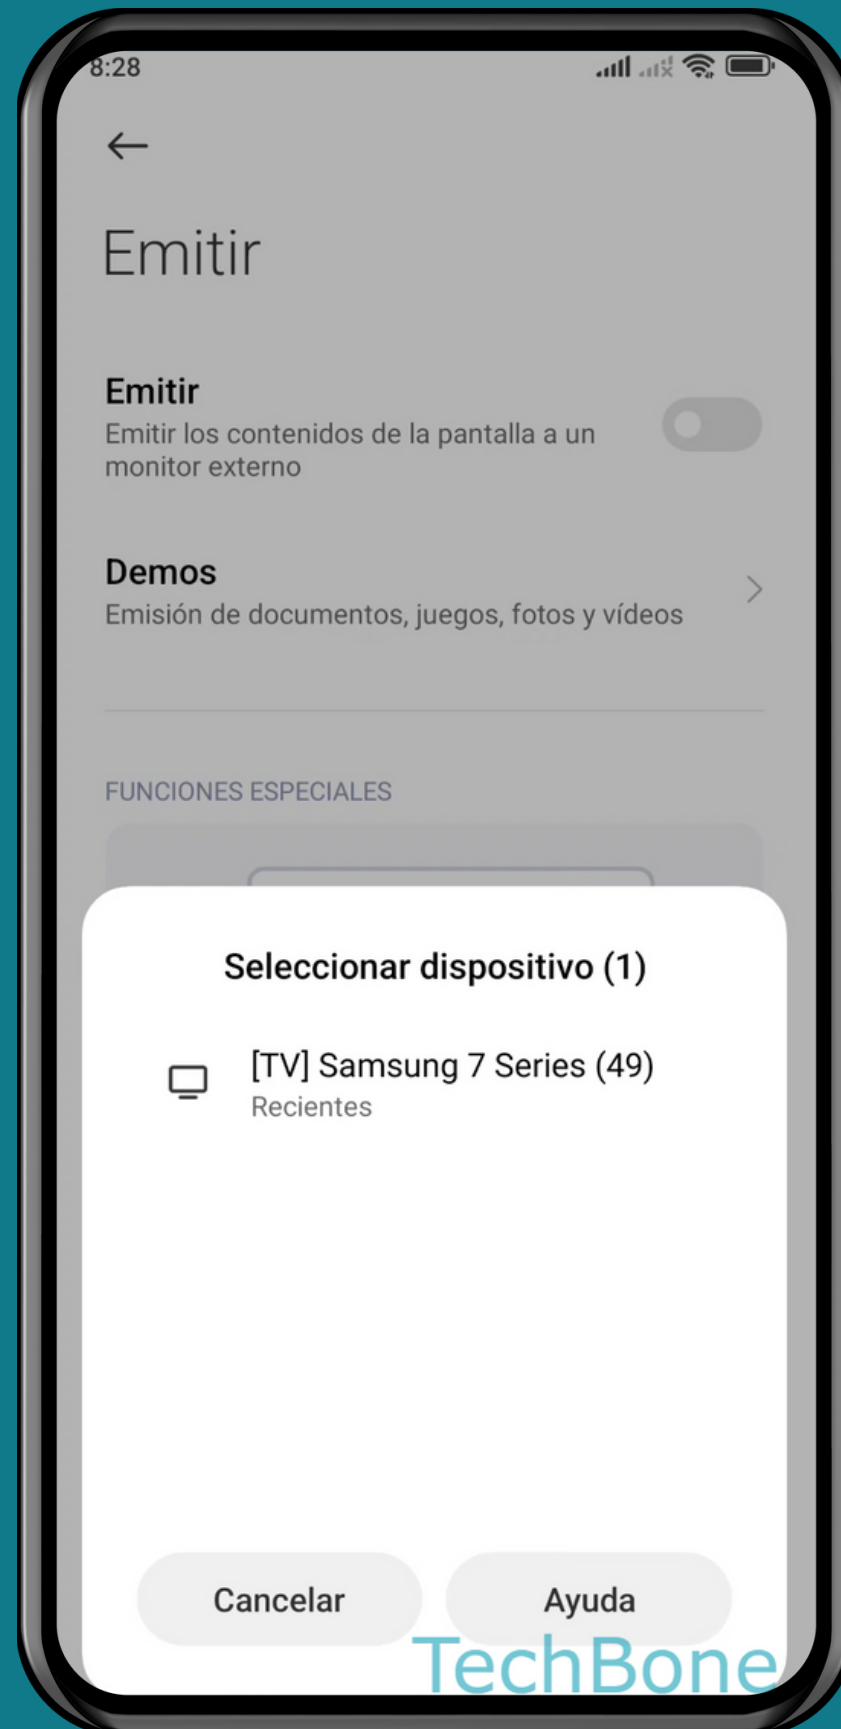 8:28
Emitir
Emitir
Emitir los contenidos de la pantalla a un
monitor externo
Demos
Emisión de documentos, juegos, fotos y vídeos
FUNCIONES ESPECIALES
Seleccionar dispositivo (1)
[TV] Samsung 7 Series (49)
Recientes
Cancelar
Ayuda
TechBone